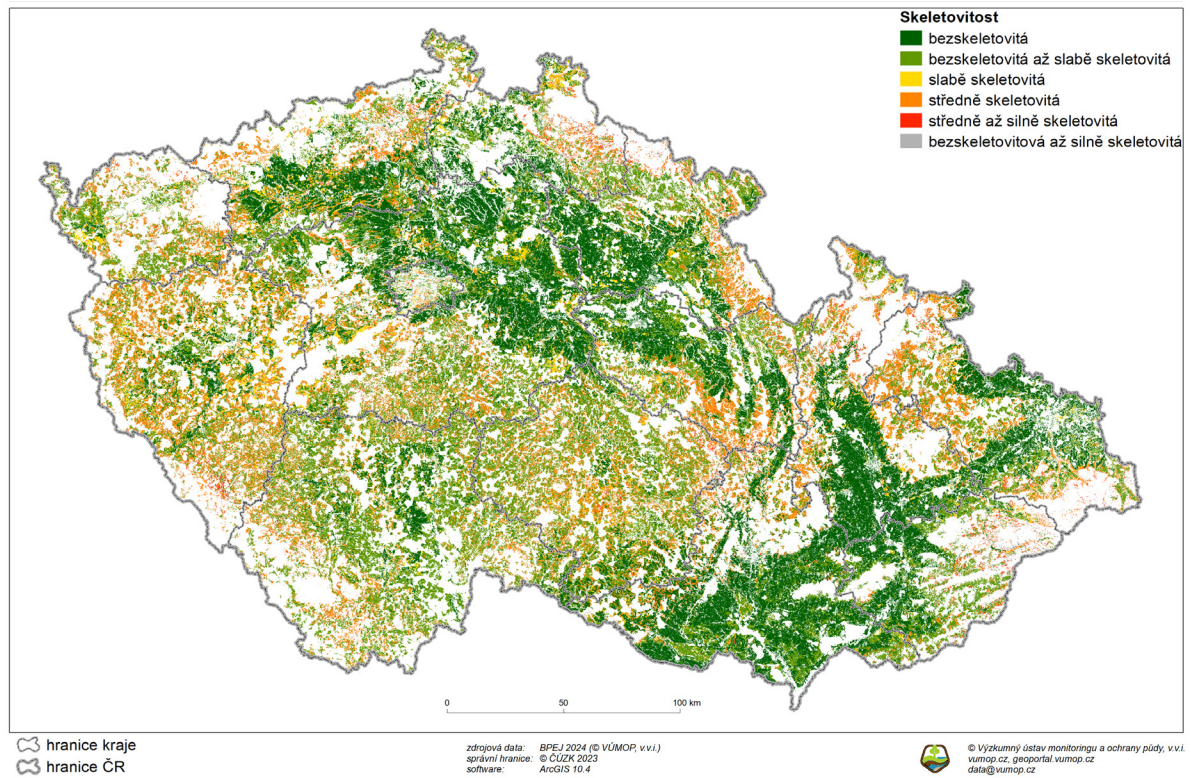 Skeletovitost
bezskeletovitá
bezskeletovitá až slabě skeletovitá
slabě skeletovitá
středně skeletovitá
středně až silně skeletovitá
bezskeletovitová až silně skeletovitá
0 50 100 km
hranice kraje
hranice ČR
zdrojová data: BPEJ 2024 (© VÚMOP, v.v.i.)
správní hranice: © ČÚZK 2023
software: ArcGIS 10.4
© Výzkumný ústav monitoringu a ochrany půdy, v.v.i.
vumop.cz, geoportal.vumop.cz
data@vumop.cz